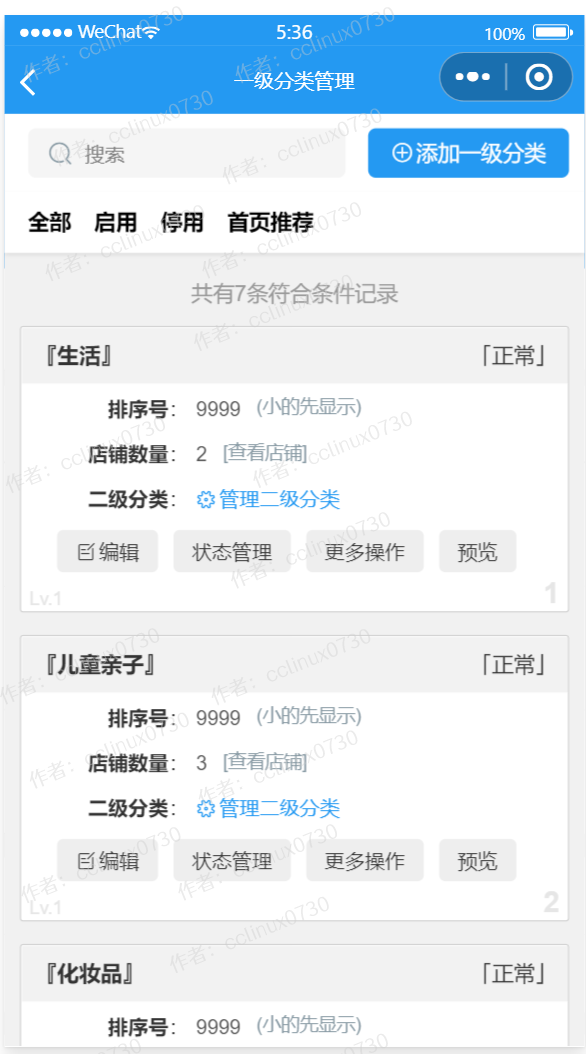 WeChat 5:36 100%
一级分类管理
搜索 添加一级分类
全部 启用 停用 首页推荐
共有7条符合条件记录
『生活』 「正常」
排序号: 9999 (小的先显示)
店铺数量: 2 [查看店铺]
二级分类: 管理二级分类
编辑 状态管理 更多操作 预览
Lv.1 1
『儿童亲子』 「正常」
排序号: 9999 (小的先显示)
店铺数量: 3 [查看店铺]
二级分类: 管理二级分类
编辑 状态管理 更多操作 预览
Lv.1 2
『化妆品』 「正常」
排序号: 9999 (小的先显示)
作者：cclinux0730